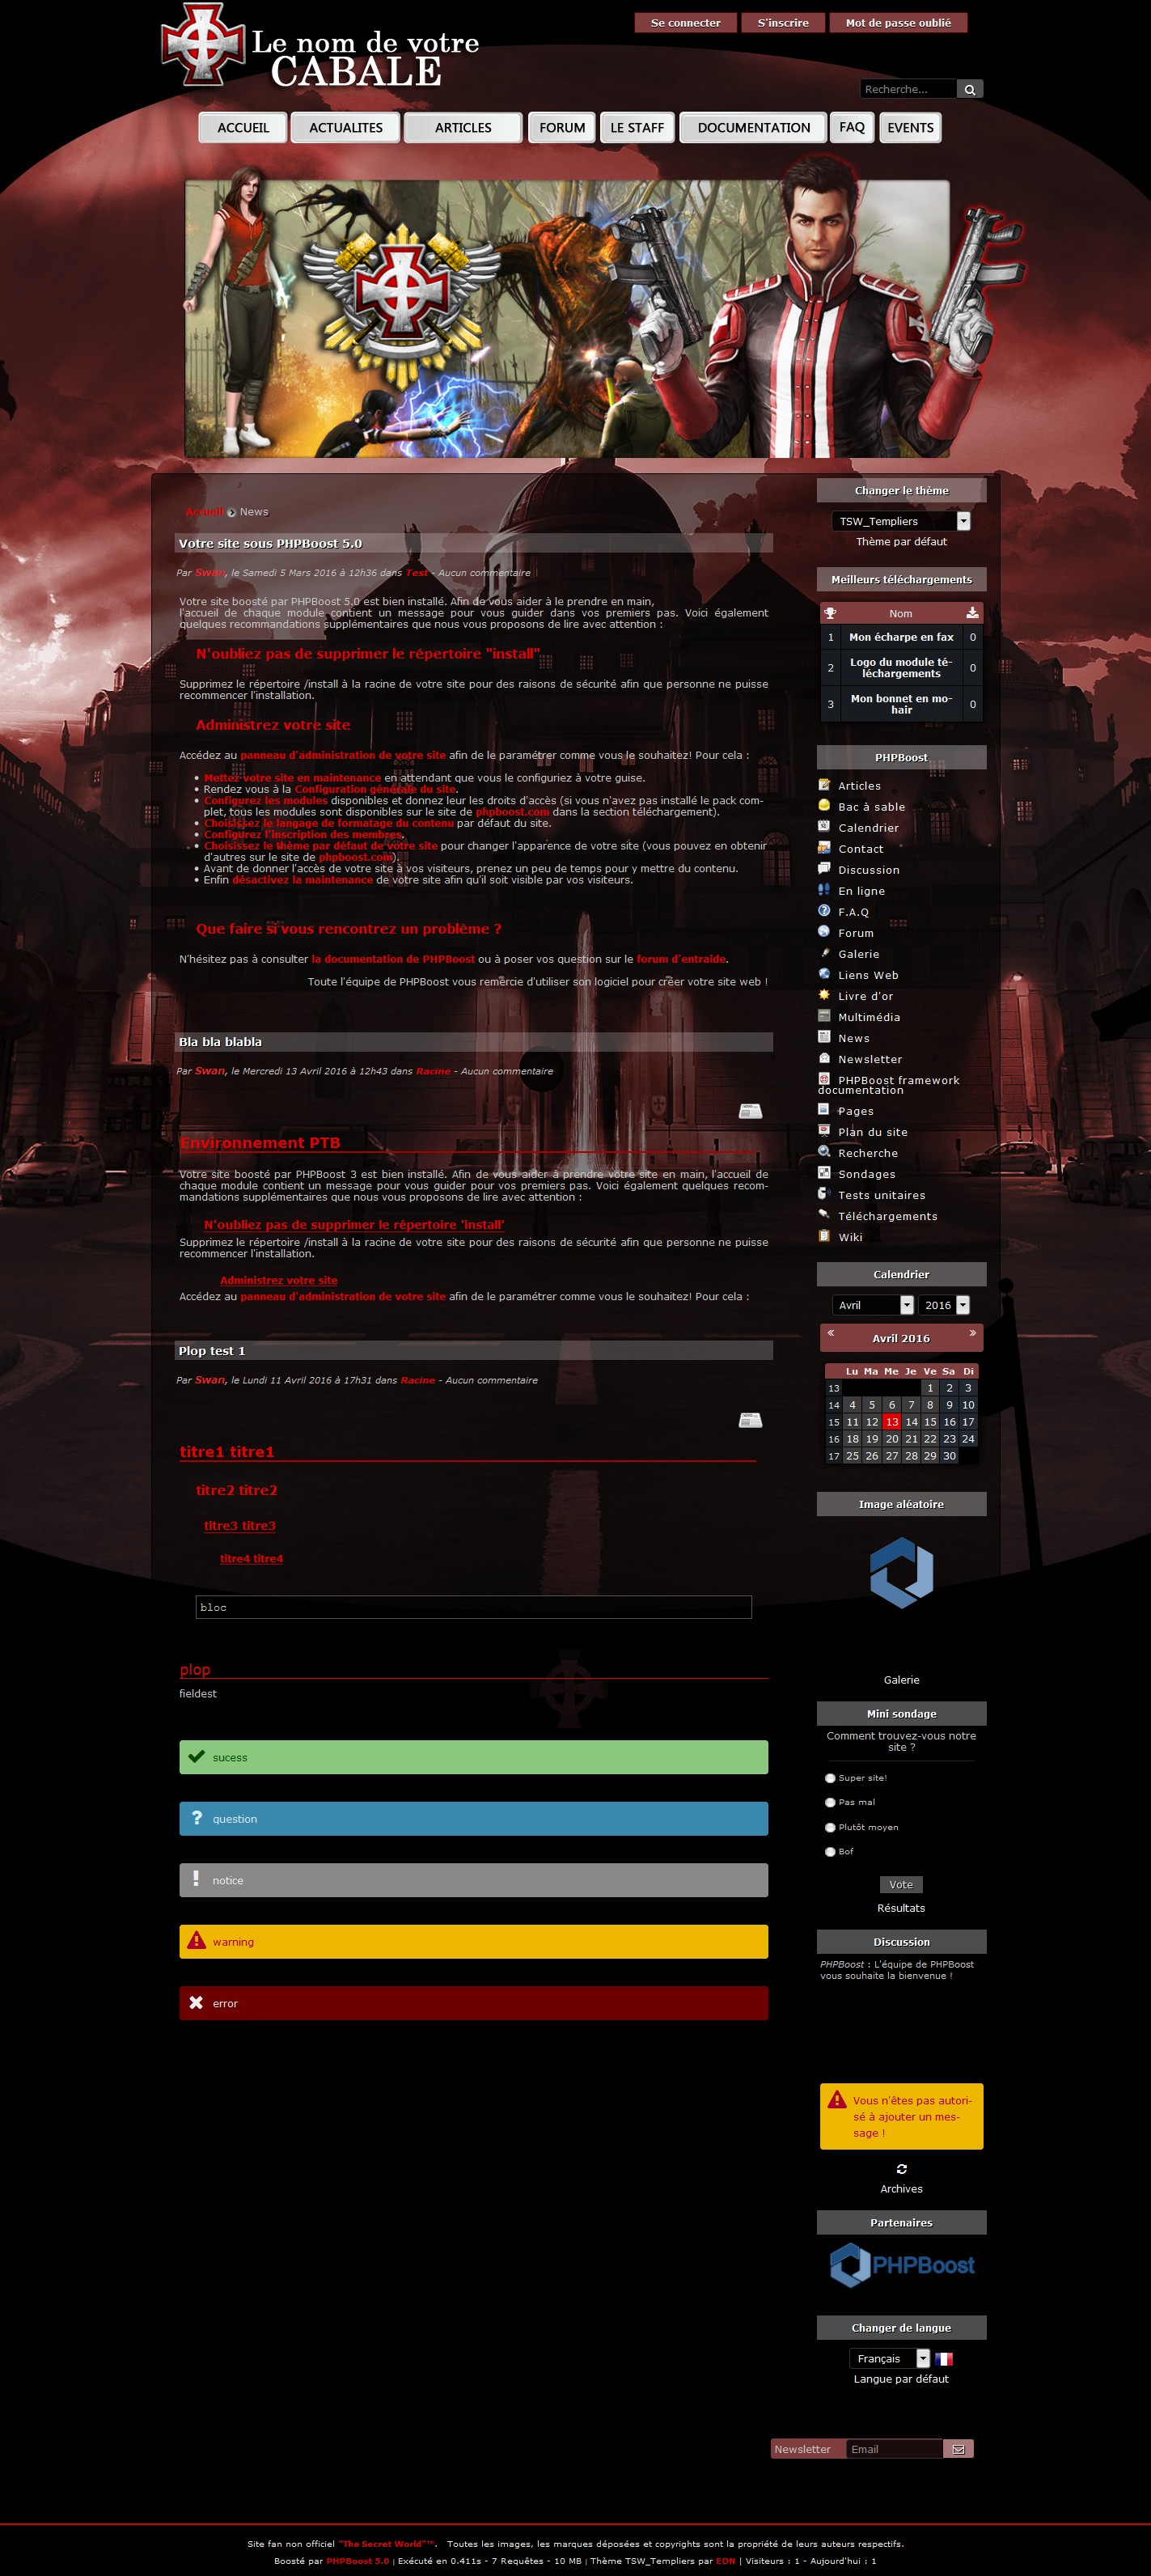 Se connecter S'inscrire Mot de passe oublié
Le nom de votre
CABALE
Recherche...
ACCUEIL ACTUALITES ARTICLES FORUM LE STAFF DOCUMENTATION FAQ EVENTS
Accueil News
Votre site sous PHPBoost 5.0
Par Swan, le Samedi 5 Mars 2016 à 12h36 dans Test - Aucun commentaire
Votre site boosté par PHPBoost 5.0 est bien installé. Afin de vous aider à le prendre en main,
l'accueil de chaque module contient un message pour vous guider dans vos premiers pas. Voici également
quelques recommandations supplémentaires que nous vous proposons de lire avec attention :
N'oubliez pas de supprimer le répertoire "install"
Supprimez le répertoire /install à la racine de votre site pour des raisons de sécurité afin que personne ne puisse
recommencer l'installation.
Administrez votre site
Accédez au panneau d'administration de votre site afin de le paramétrer comme vous le souhaitez! Pour cela :
• Mettez votre site en maintenance en attendant que vous le configuriez à votre guise.
• Rendez vous à la Configuration générale du site.
• Configurez les modules disponibles et donnez leur les droits d'accès (si vous n'avez pas installé le pack com-
plet, tous les modules sont disponibles sur le site de phpboost.com dans la section téléchargement).
• Choisissez le langage de formatage du contenu par défaut du site.
• Configurez l'inscription des membres.
• Choisissez le thème par défaut de votre site pour changer l'apparence de votre site (vous pouvez en obtenir
d'autres sur le site de phpboost.com).
• Avant de donner l'accès de votre site à vos visiteurs, prenez un peu de temps pour y mettre du contenu.
• Enfin désactivez la maintenance de votre site afin qu'il soit visible par vos visiteurs.
Que faire si vous rencontrez un problème ?
N'hésitez pas à consulter la documentation de PHPBoost ou à poser vos question sur le forum d'entraide.
Toute l'équipe de PHPBoost vous remercie d'utiliser son logiciel pour créer votre site web !
Bla bla blabla
Par Swan, le Mercredi 13 Avril 2016 à 12h43 dans Racine - Aucun commentaire
Environnement PTB
Votre site boosté par PHPBoost 3 est bien installé. Afin de vous aider à prendre votre site en main, l'accueil de
chaque module contient un message pour vous guider pour vos premiers pas. Voici également quelques recom-
mandations supplémentaires que nous vous proposons de lire avec attention :
N'oubliez pas de supprimer le répertoire 'install'
Supprimez le répertoire /install à la racine de votre site pour des raisons de sécurité afin que personne ne puisse
recommencer l'installation.
Administrez votre site
Accédez au panneau d'administration de votre site afin de le paramétrer comme vous le souhaitez! Pour cela :
Plop test 1
Par Swan, le Lundi 11 Avril 2016 à 17h31 dans Racine - Aucun commentaire
titre1 titre1
titre2 titre2
titre3 titre3
titre4 titre4
bloc
plop
fieldest
sucess
question
notice
warning
error
Changer le thème
TSW_Templiers
Thème par défaut
Meilleurs téléchargements
Nom
1 Mon écharpe en fax 0
2 Logo du module té-
léchargements 0
3 Mon bonnet en mo-
hair 0
PHPBoost
Articles
Bac à sable
Calendrier
Contact
Discussion
En ligne
F.A.Q
Forum
Galerie
Liens Web
Livre d'or
Multimédia
News
Newsletter
PHPBoost framework
documentation
Pages
Plan du site
Recherche
Sondages
Tests unitaires
Téléchargements
Wiki
Calendrier
Avril 2016
« Avril 2016 »
Lu Ma Me Je Ve Sa Di
13 1 2 3
14 4 5 6 7 8 9 10
15 11 12 13 14 15 16 17
16 18 19 20 21 22 23 24
17 25 26 27 28 29 30
Image aléatoire
Galerie
Mini sondage
Comment trouvez-vous notre
site ?
Super site!
Pas mal
Plutôt moyen
Bof
Vote
Résultats
Discussion
PHPBoost : L'équipe de PHPBoost
vous souhaite la bienvenue !
Vous n'êtes pas autori-
sé à ajouter un mes-
sage !
Archives
Partenaires
PHPBoost
Changer de langue
Français
Langue par défaut
Newsletter Email
Site fan non officiel "The Secret World"™. Toutes les images, les marques déposées et copyrights sont la propriété de leurs auteurs respectifs.
Boosté par PHPBoost 5.0 | Exécuté en 0.411s - 7 Requêtes - 10 MB | Thème TSW_Templiers par EDN | Visiteurs : 1 - Aujourd'hui : 1